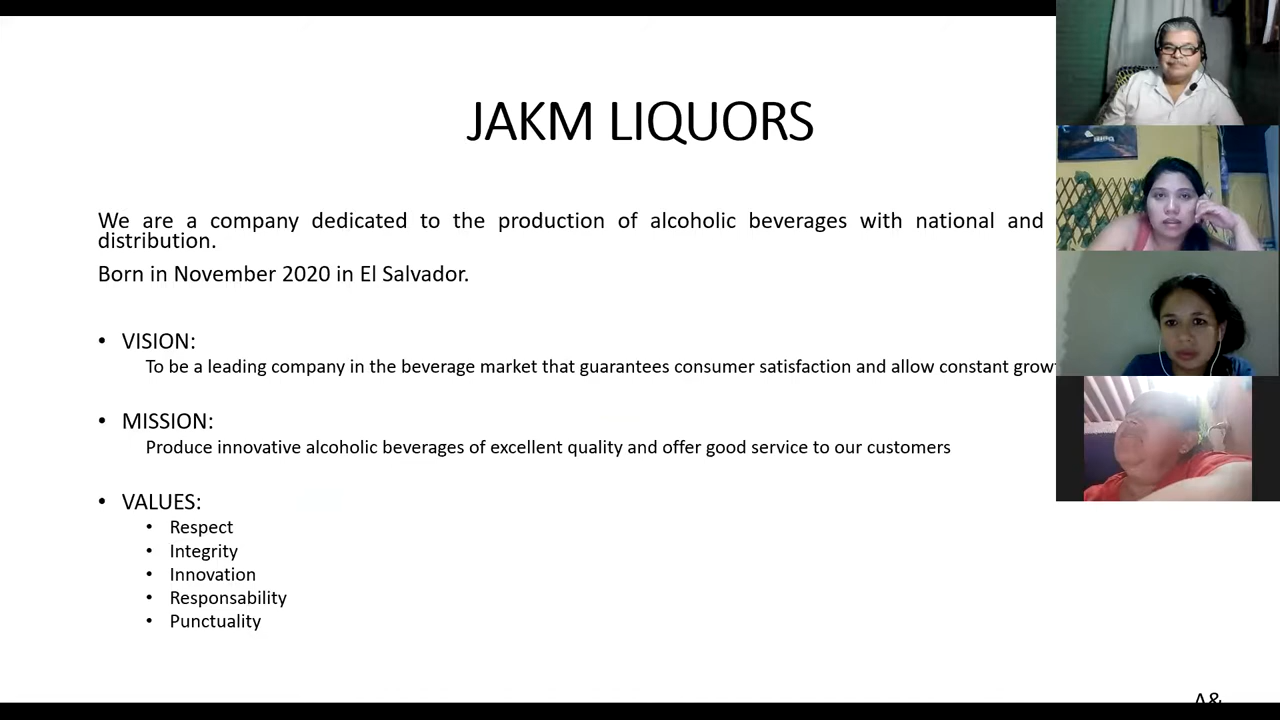 JAKM LIQUORS
We are a company dedicated to the production of alcoholic beverages with national and
distribution.
Born in November 2020 in El Salvador.
• VISION:
To be a leading company in the beverage market that guarantees consumer satisfaction and allow constant
• MISSION:
Produce innovative alcoholic beverages of excellent quality and offer good service to our customers
• VALUES:
• Respect
• Integrity
• Innovation
• Responsability
• Punctuality
A&